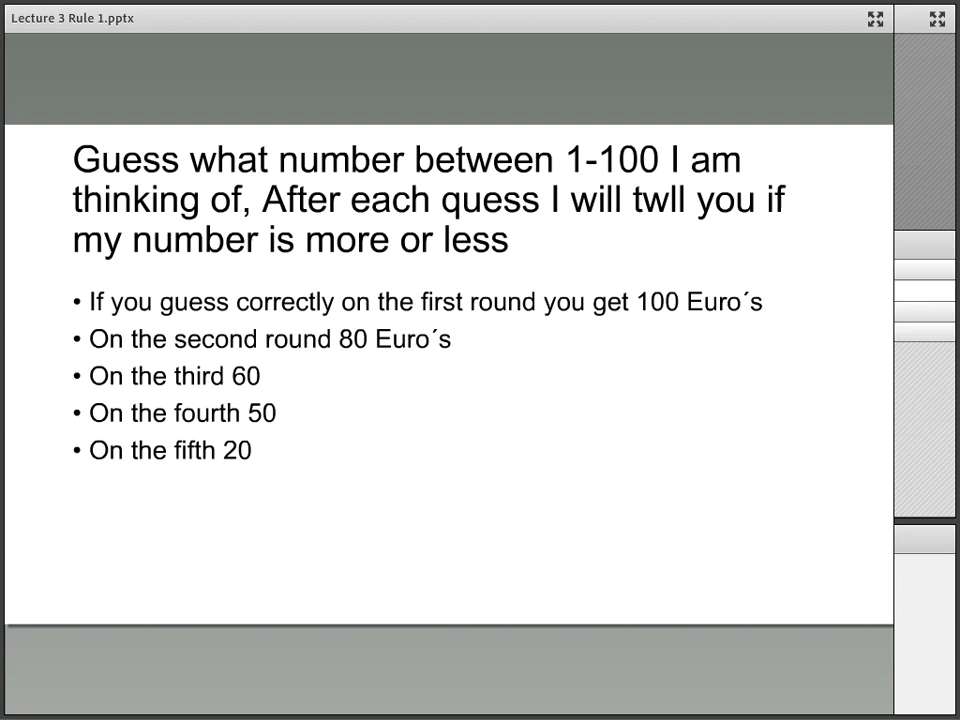 Lecture 3 Rule 1.pptx
Guess what number between 1-100 I am
thinking of, After each quess I will twll you if
my number is more or less
• If you guess correctly on the first round you get 100 Euro´s
• On the second round 80 Euro´s
• On the third 60
• On the fourth 50
• On the fifth 20